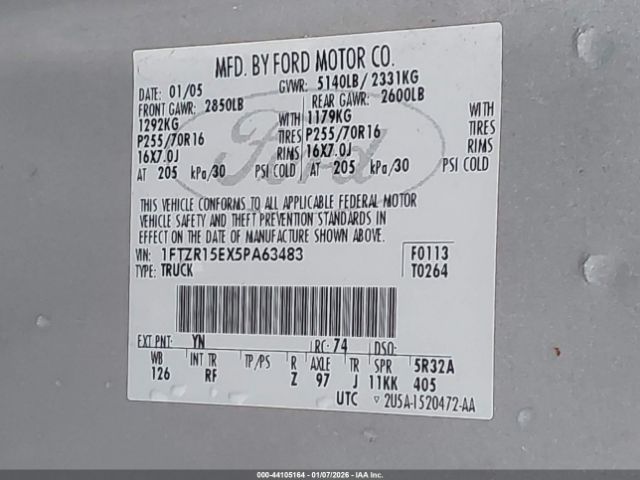 MFD. BY FORD MOTOR CO.
DATE: 01/05 GVWR: 5140LB / 2331KG
FRONT GAWR: 2850LB REAR GAWR: 2600LB
1292KG WITH 1179KG WITH
P255/70R16 TIRES P255/70R16 TIRES
16X7.0J RIMS 16X7.0J RIMS
AT 205 kPa/30 PSI COLD AT 205 kPa/30 PSI COLD
Ford
THIS VEHICLE CONFORMS TO ALL APPLICABLE FEDERAL MOTOR
VEHICLE SAFETY AND THEFT PREVENTION STANDARDS IN
EFFECT ON THE DATE OF MANUFACTURE SHOWN ABOVE.
VIN: 1FTZR15EX5PA63483 F0113
TYPE: TRUCK T0264
EXT PNT: YN RC: 74 DSO:
WB INT TR TP/PS R AXLE TR SPR 5R32A
126 RF Z 97 J 11KK 405
UTC ▽ 2U5A-1520472-AA
000-44105164 | 01/07/2026 - IAA Inc.